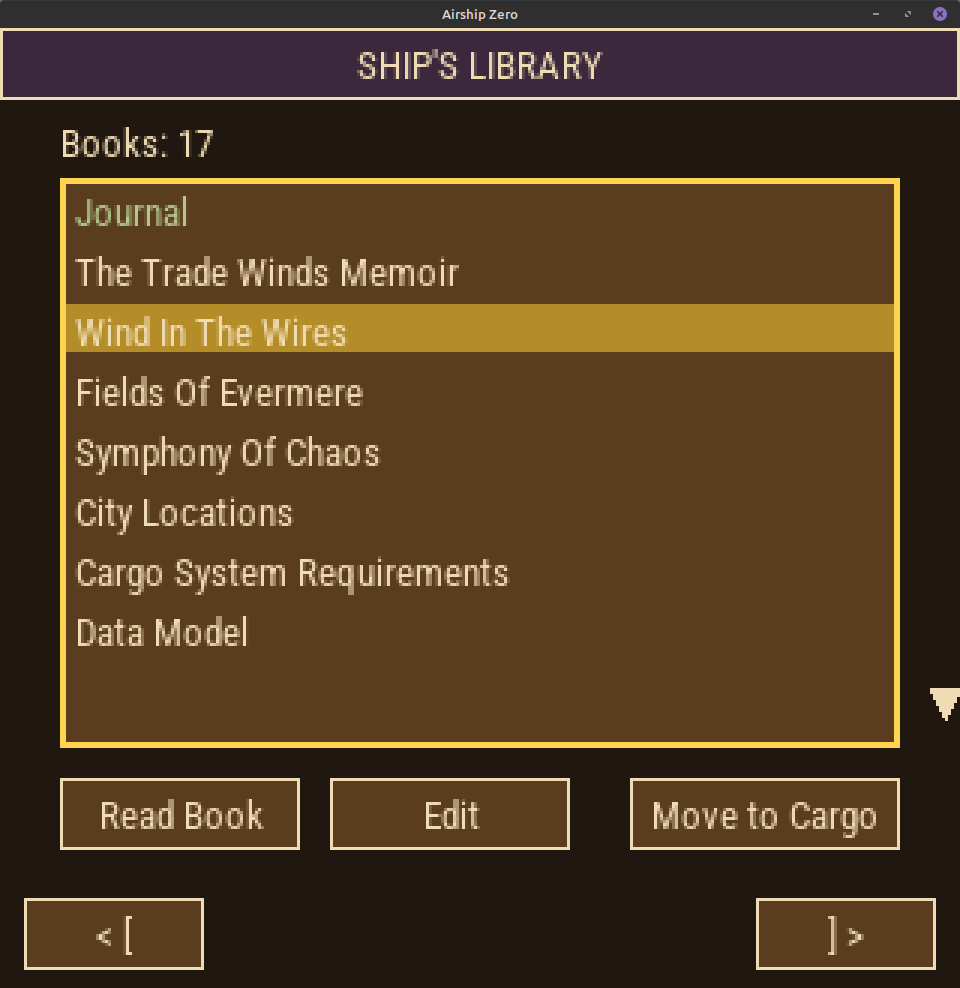 Airship Zero
SHIP'S LIBRARY
Books: 17
Journal
The Trade Winds Memoir
Wind In The Wires
Fields Of Evermere
Symphony Of Chaos
City Locations
Cargo System Requirements
Data Model
Read Book
Edit
Move to Cargo
< [
] >